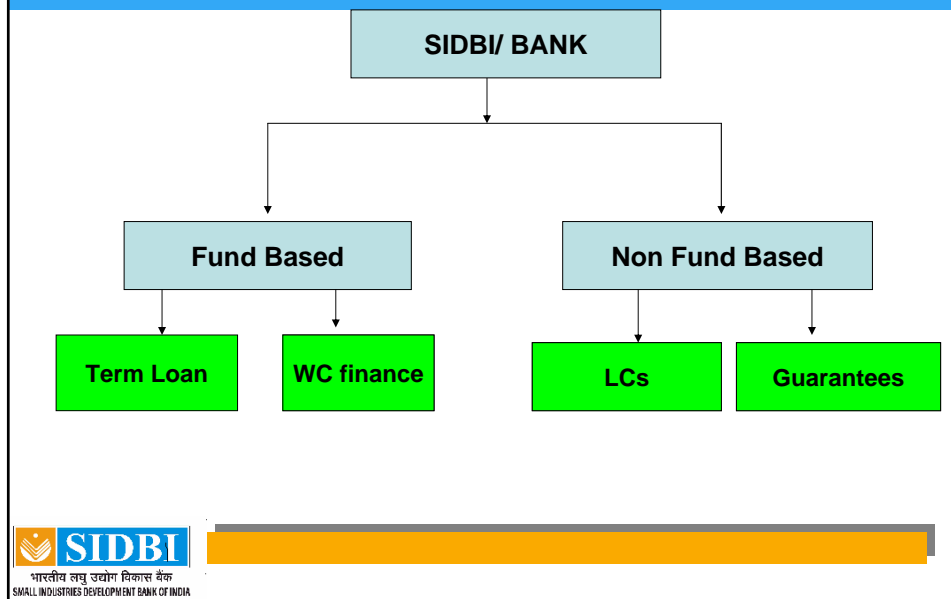 SIDBI/ BANK
Fund Based
Non Fund Based
Term Loan
WC finance
LCs
Guarantees
SIDBI
भारतीय लघु उद्योग विकास बैंक
SMALL INDUSTRIES DEVELOPMENT BANK OF INDIA